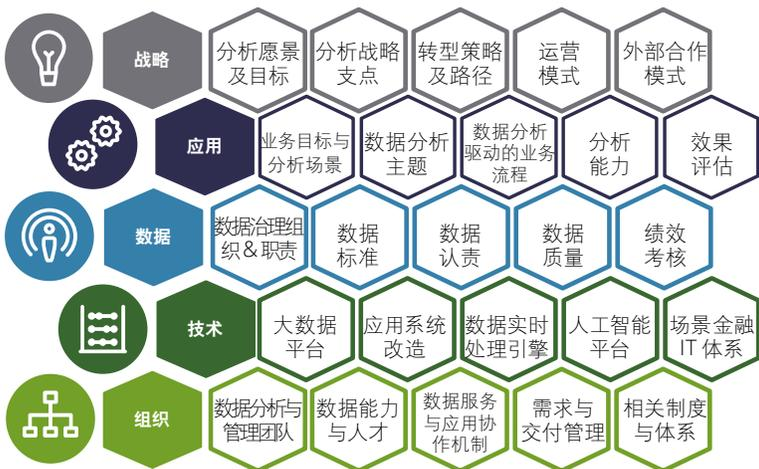 战略
分析愿景
及目标
分析战略
支点
转型策略
及路径
运营
模式
外部合作
模式
应用
业务目标与
分析场景
数据分析
主题
数据分析
驱动的业务
流程
分析
能力
效果
评估
数据
数据治理组
织＆职责
数据
标准
数据
认责
数据
质量
绩效
考核
技术
大数据
平台
应用系统
改造
数据实时
处理引擎
人工智能
平台
场景金融
IT 体系
组织
数据分析与
管理团队
数据能力
与人才
数据服务
与应用协
作机制
需求与
交付管理
相关制度
与体系